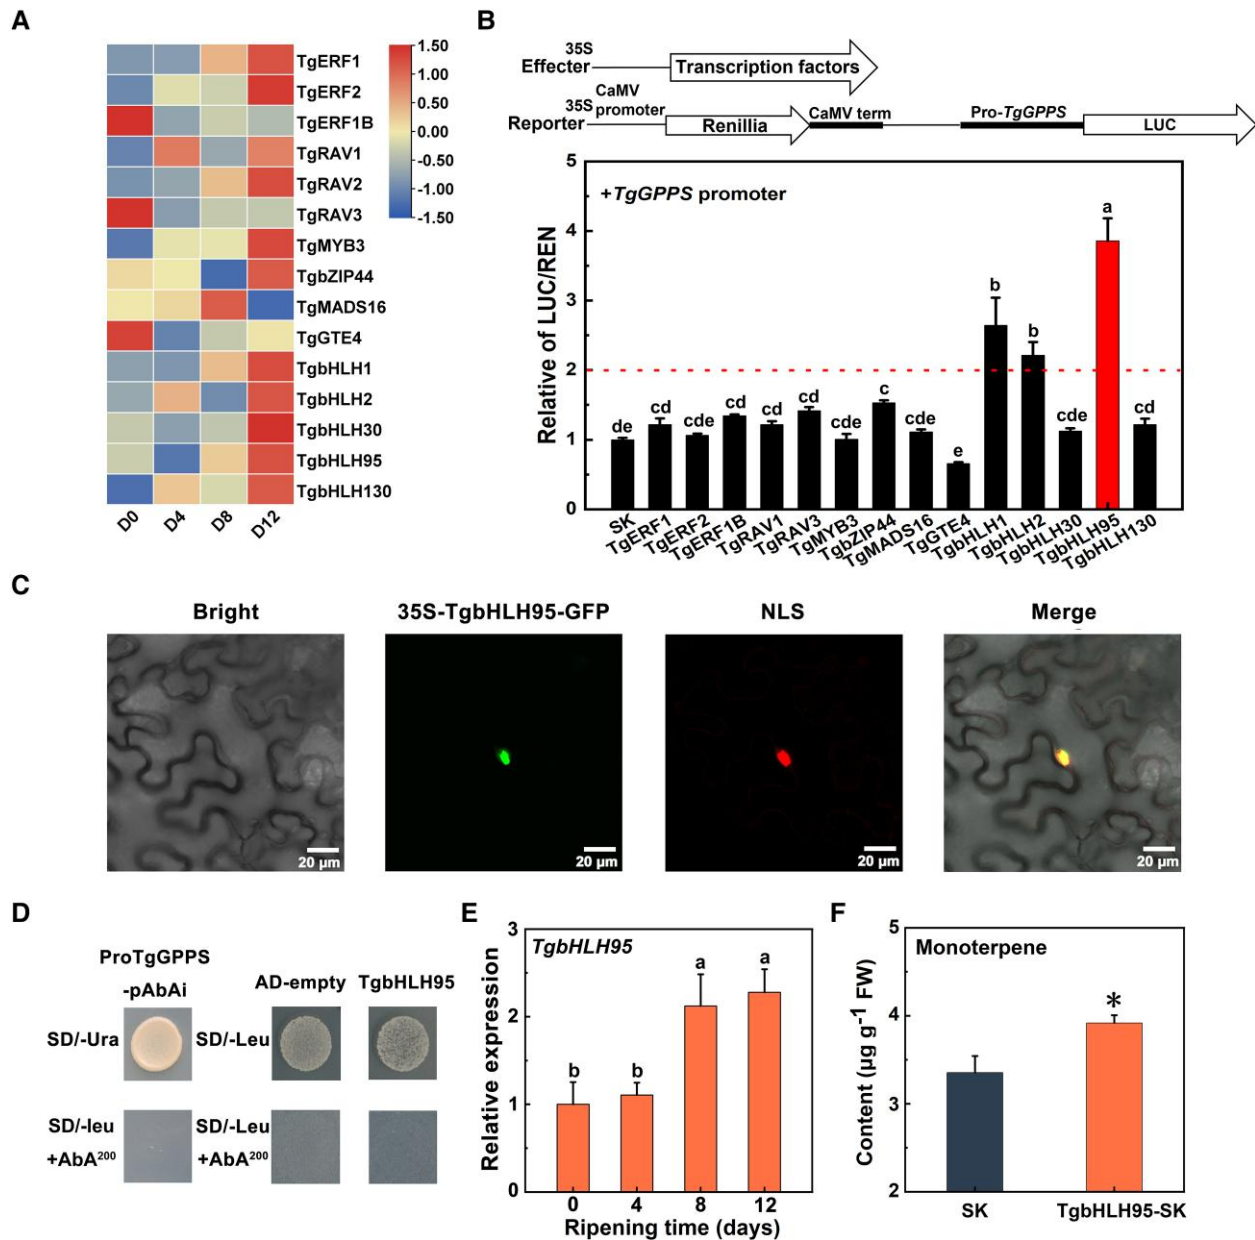 A
1.50
1.00
0.50
0.00
-0.50
-1.00
-1.50
TgERF1
TgERF2
TgERF1B
TgRAV1
TgRAV2
TgRAV3
TgMYB3
TgbZIP44
TgMADS16
TgGTE4
TgbHLH1
TgbHLH2
TgbHLH30
TgbHLH95
TgbHLH130
D0 D4 D8 D12
B
35S
Effecter
Transcription factors
35S CaMV promoter
Reporter
Renillia
CaMV term
Pro-TgGPPS
LUC
+TgGPPS promoter
Relative of LUC/REN
5
4
3
2
1
0
de cd cde cd cd cd cde c cde e b b cde a cd
SK TgERF1 TgERF2 TgERF1B TgRAV1 TgRAV3 TgMYB3 TgbZIP44 TgMADS16 TgGTE4 TgbHLH1 TgbHLH2 TgbHLH30 TgbHLH95 TgbHLH130
C
Bright 35S-TgbHLH95-GFP NLS Merge
20 μm 20 μm 20 μm 20 μm
D
ProTgGPPS
-pAbAi
AD-empty TgbHLH95
SD/-Ura SD/-Leu
SD/-leu
+AbA200
SD/-Leu
+AbA200
E
TgbHLH95
Relative expression
3
2
1
0
b b a a
0 4 8 12
Ripening time (days)
F
Monoterpene
Content (μg g-1 FW)
5
4
3
2
*
SK TgbHLH95-SK